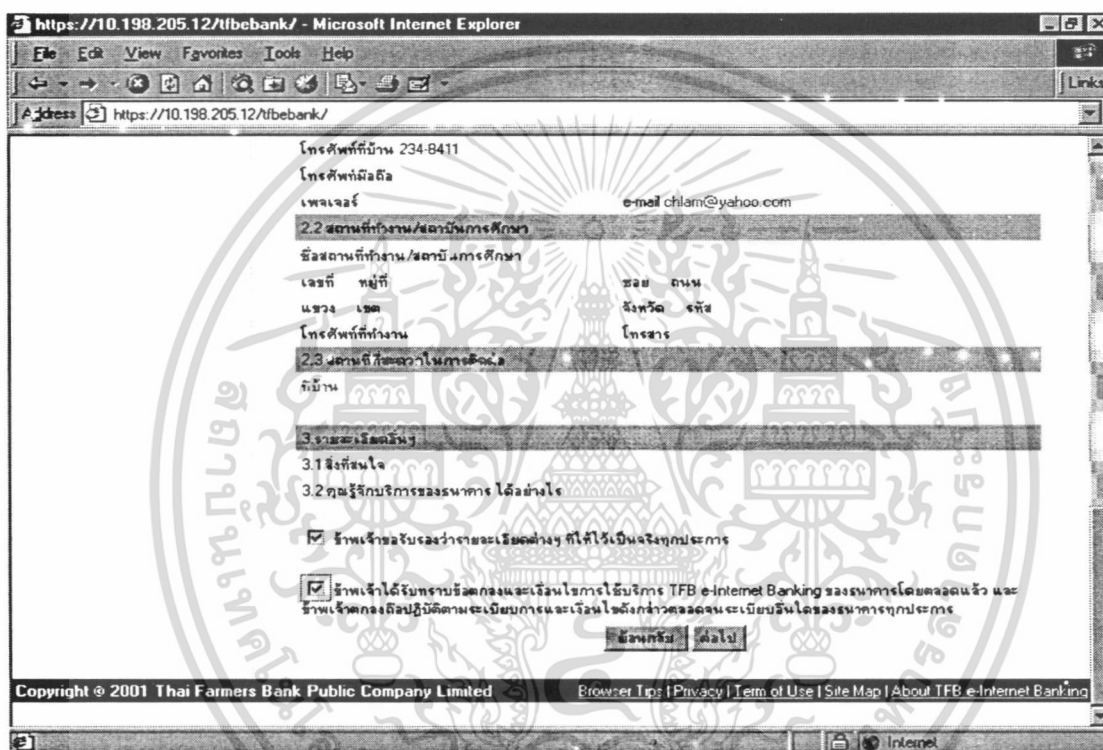 https://10.198.205.12/tfbebank/ - Microsoft Internet Explorer
File Edit View Favorites Tools Help
Links
Address https://10.198.205.12/tfbebank/
โทรศัพท์ที่บ้าน 234-8411
โทรศัพท์มือถือ
เพจเจอร์ e-mail chlam@yahoo.com
2.2 สถานที่ทำงาน/สถาบันการศึกษา
ชื่อสถานที่ทำงาน/สถาบันการศึกษา
เลขที่ หมู่ที่ ซอย ถนน
แขวง เขต จังหวัด รหัส
โทรศัพท์ที่ทำงาน โทรสาร
2.3 สถานที่ที่สะดวกในการติดต่อ
ที่บ้าน
3.รายละเอียดอื่นๆ
3.1 สิ่งที่สนใจ
3.2 คุณรู้จักบริการของธนาคาร ได้อย่างไร
ข้าพเจ้าขอรับรองว่ารายละเอียดต่างๆ ที่ให้ไว้เป็นจริงทุกประการ
ข้าพเจ้าได้รับทราบข้อตกลงและเงื่อนไขการใช้บริการ TFB e-Internet Banking ของธนาคารโดยตลอดแล้ว และ
ข้าพเจ้าตกลงถือปฏิบัติตามระเบียบการและเงื่อนไขดังกล่าวตลอดจนระเบียบอื่นใดของธนาคารทุกประการ
ย้อนกลับ ต่อไป
Copyright © 2001 Thai Farmers Bank Public Company Limited Browser Tips | Privacy | Term of Use | Site Map | About TFB e-Internet Banking
Internet